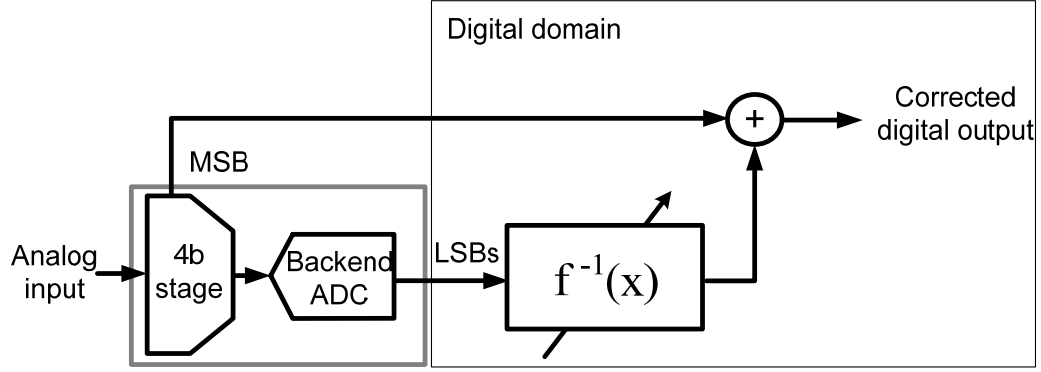 Digital domain
+
Corrected
digital output
MSB
Analog
input
4b
stage
Backend
ADC
LSBs
f⁻¹(x)